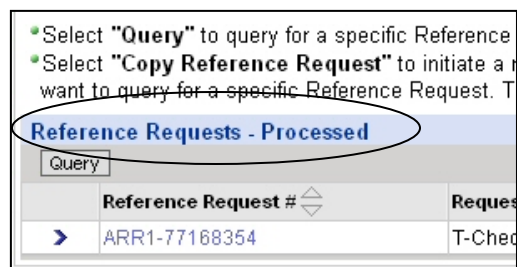 Select "Query" to query for a specific Reference
Select "Copy Reference Request" to initiate a
want to query for a specific Reference Request. T
Reference Requests - Processed
Query
Reference Request #
ARR1-77168354 T-Chec